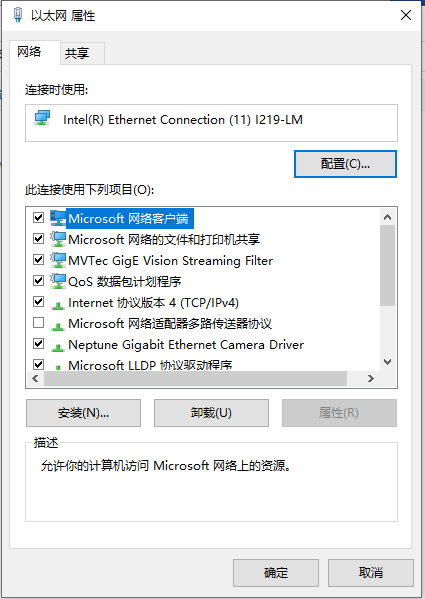 以太网 属性
网络
共享
连接时使用:
Intel(R) Ethernet Connection (11) I219-LM
配置(C)...
此连接使用下列项目(O):
Microsoft 网络客户端
Microsoft 网络的文件和打印机共享
MVTec GigE Vision Streaming Filter
QoS 数据包计划程序
Internet 协议版本 4 (TCP/IPv4)
Microsoft 网络适配器多路传送器协议
Neptune Gigabit Ethernet Camera Driver
Microsoft LLDP 协议驱动程序
安装(N)...
卸载(U)
属性(R)
描述
允许你的计算机访问 Microsoft 网络上的资源。
确定
取消